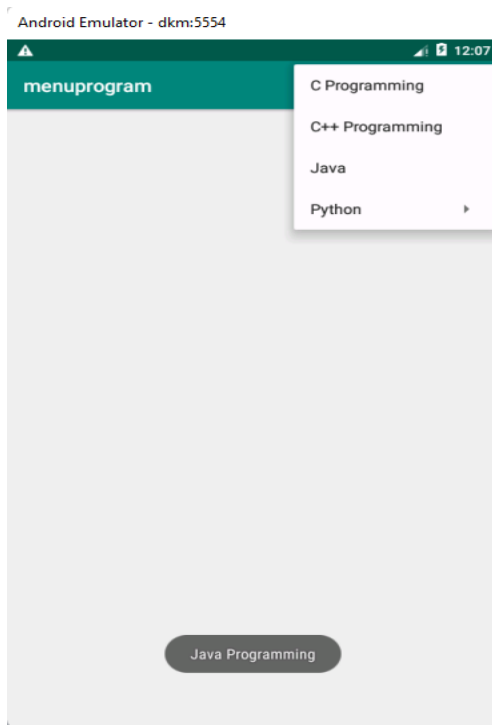 Android Emulator - dkm:5554
12:07
menuprogram
C Programming
C++ Programming
Java
Python
Java Programming